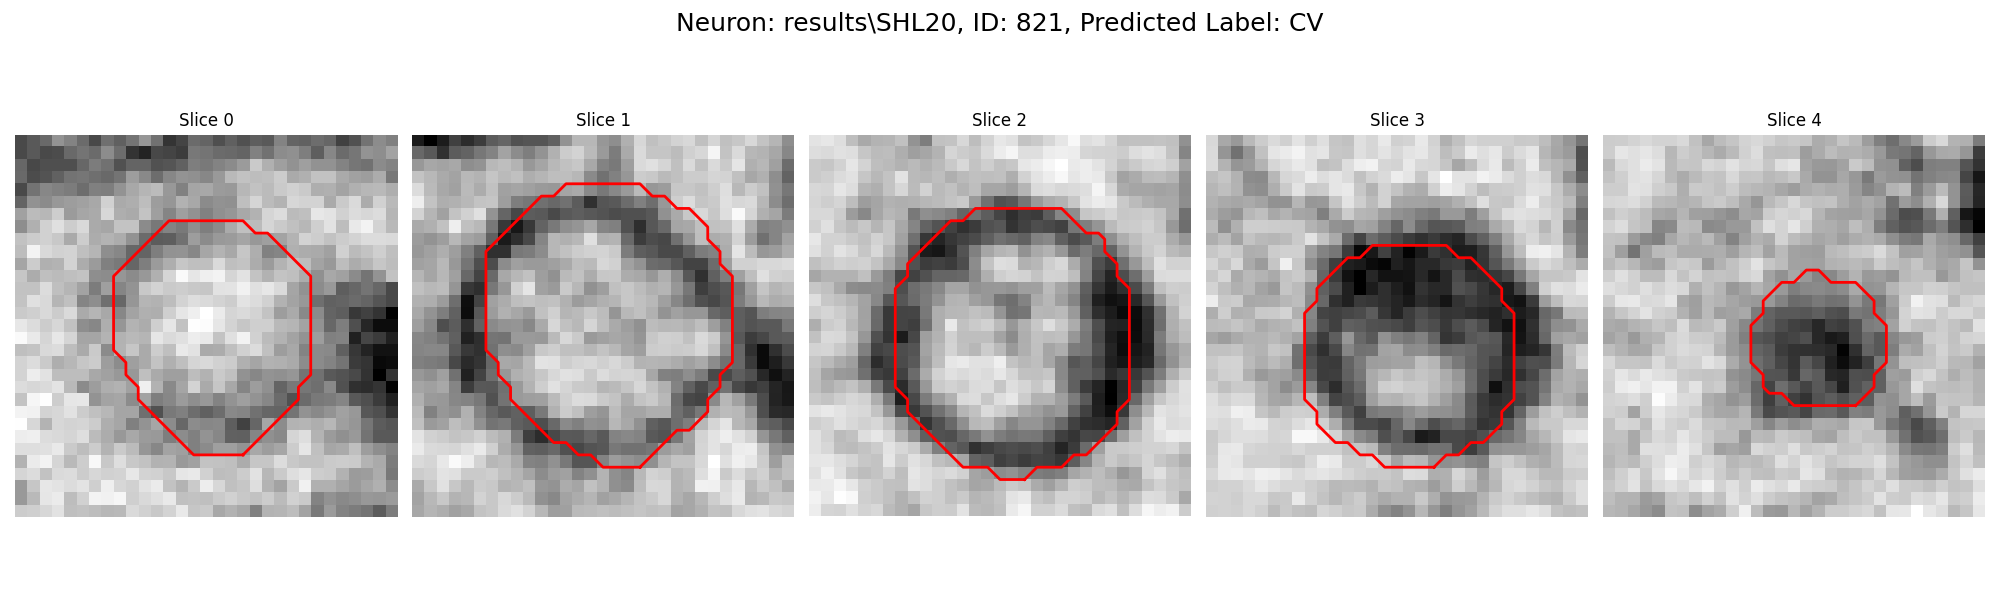 Neuron: results\SHL20, ID: 821, Predicted Label: CV
Slice 0
Slice 1
Slice 2
Slice 3
Slice 4